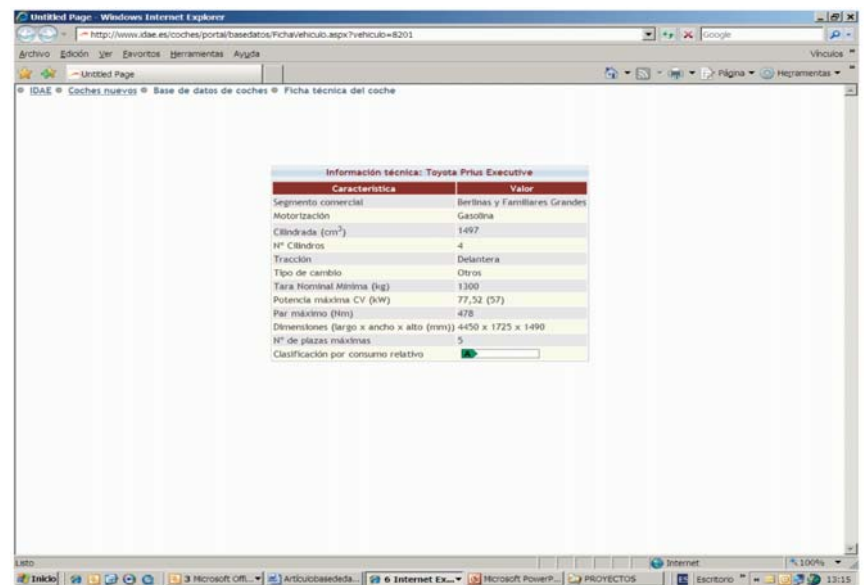 Untitled Page - Windows Internet Explorer
http://www.idae.es/coches/portal/basedatos/FichaVehiculo.aspx?vehiculo=8201
Google
Archivo Edición Ver Favoritos Herramientas Ayuda
Vínculos
Untitled Page
Página Herramientas
IDAE Coches nuevos Base de datos de coches Ficha técnica del coche
Información técnica: Toyota Prius Executive
Característica Valor
Segmento comercial Berlinas y Familiares Grandes
Motorización Gasolina
Cilindrada (cm³) 1497
Nº Cilindros 4
Tracción Delantera
Tipo de cambio Otros
Tara Nominal Mínima (kg) 1300
Potencia máxima CV (kW) 77,52 (57)
Par máximo (Nm) 478
Dimensiones (largo x ancho x alto (mm)) 4450 x 1725 x 1490
Nº de plazas máximas 5
Clasificación por consumo relativo A
Listo
Internet
100%
Inicio
3 Microsoft Offi...
Artículobasededa...
6 Internet Ex...
Microsoft PowerP...
PROYECTOS
ES
Escritorio
13:15